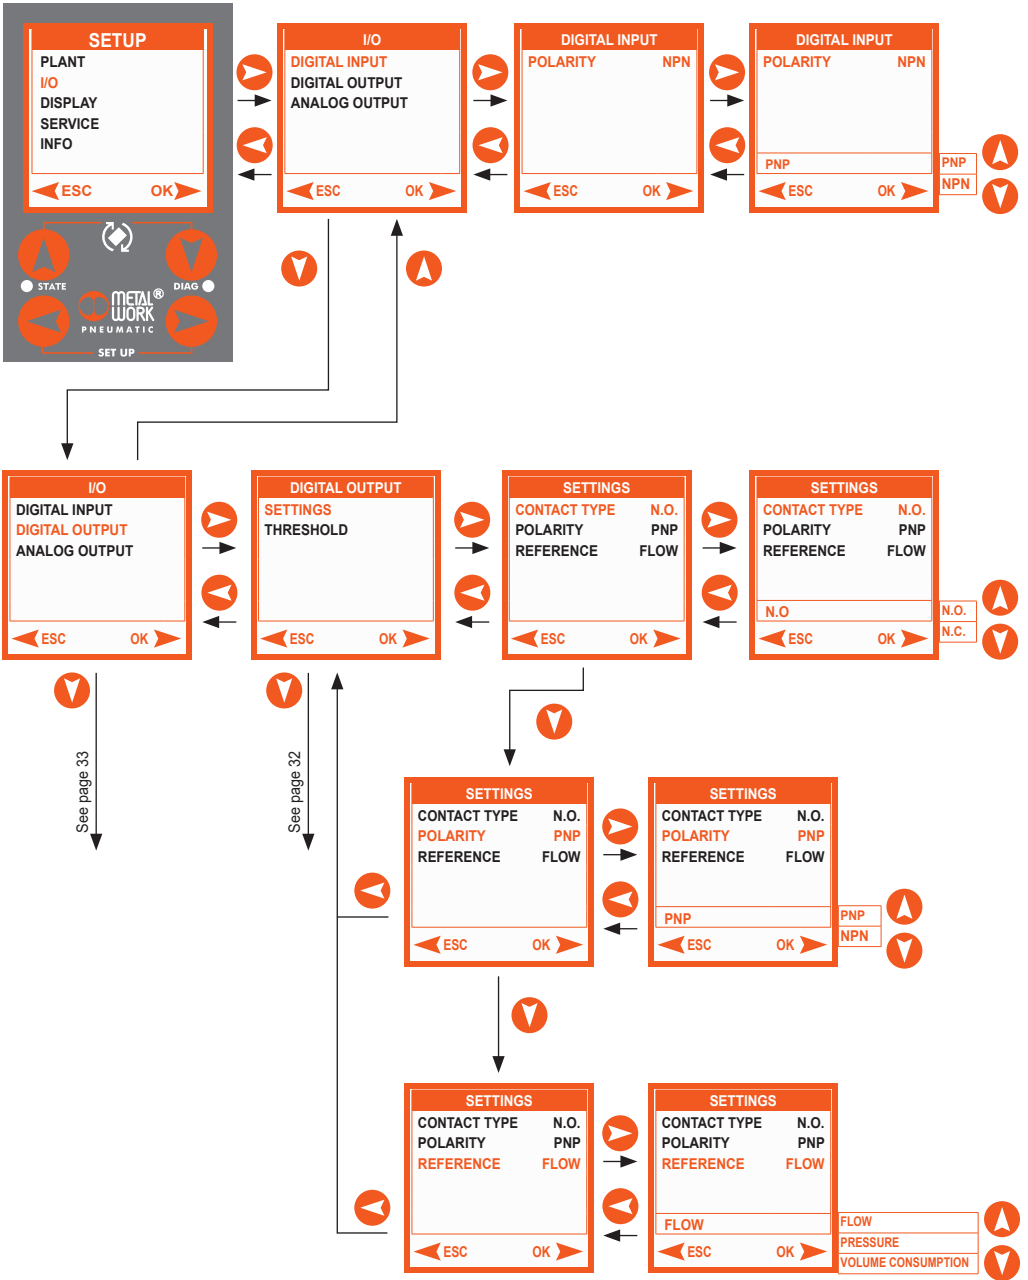 SETUP
PLANT
I/O
DISPLAY
SERVICE
INFO
ESC OK
STATE
DIAG
METAL®
WORK
PNEUMATIC
SET UP
I/O
DIGITAL INPUT
DIGITAL OUTPUT
ANALOG OUTPUT
ESC OK
DIGITAL INPUT
POLARITY NPN
ESC OK
DIGITAL INPUT
POLARITY NPN
PNP
ESC OK
PNP
NPN
I/O
DIGITAL INPUT
DIGITAL OUTPUT
ANALOG OUTPUT
ESC OK
See page 33
DIGITAL OUTPUT
SETTINGS
THRESHOLD
ESC OK
See page 32
SETTINGS
CONTACT TYPE N.O.
POLARITY PNP
REFERENCE FLOW
ESC OK
SETTINGS
CONTACT TYPE N.O.
POLARITY PNP
REFERENCE FLOW
N.O
ESC OK
N.O.
N.C.
SETTINGS
CONTACT TYPE N.O.
POLARITY PNP
REFERENCE FLOW
ESC OK
SETTINGS
CONTACT TYPE N.O.
POLARITY PNP
REFERENCE FLOW
PNP
ESC OK
PNP
NPN
SETTINGS
CONTACT TYPE N.O.
POLARITY PNP
REFERENCE FLOW
ESC OK
SETTINGS
CONTACT TYPE N.O.
POLARITY PNP
REFERENCE FLOW
FLOW
ESC OK
FLOW
PRESSURE
VOLUME CONSUMPTION